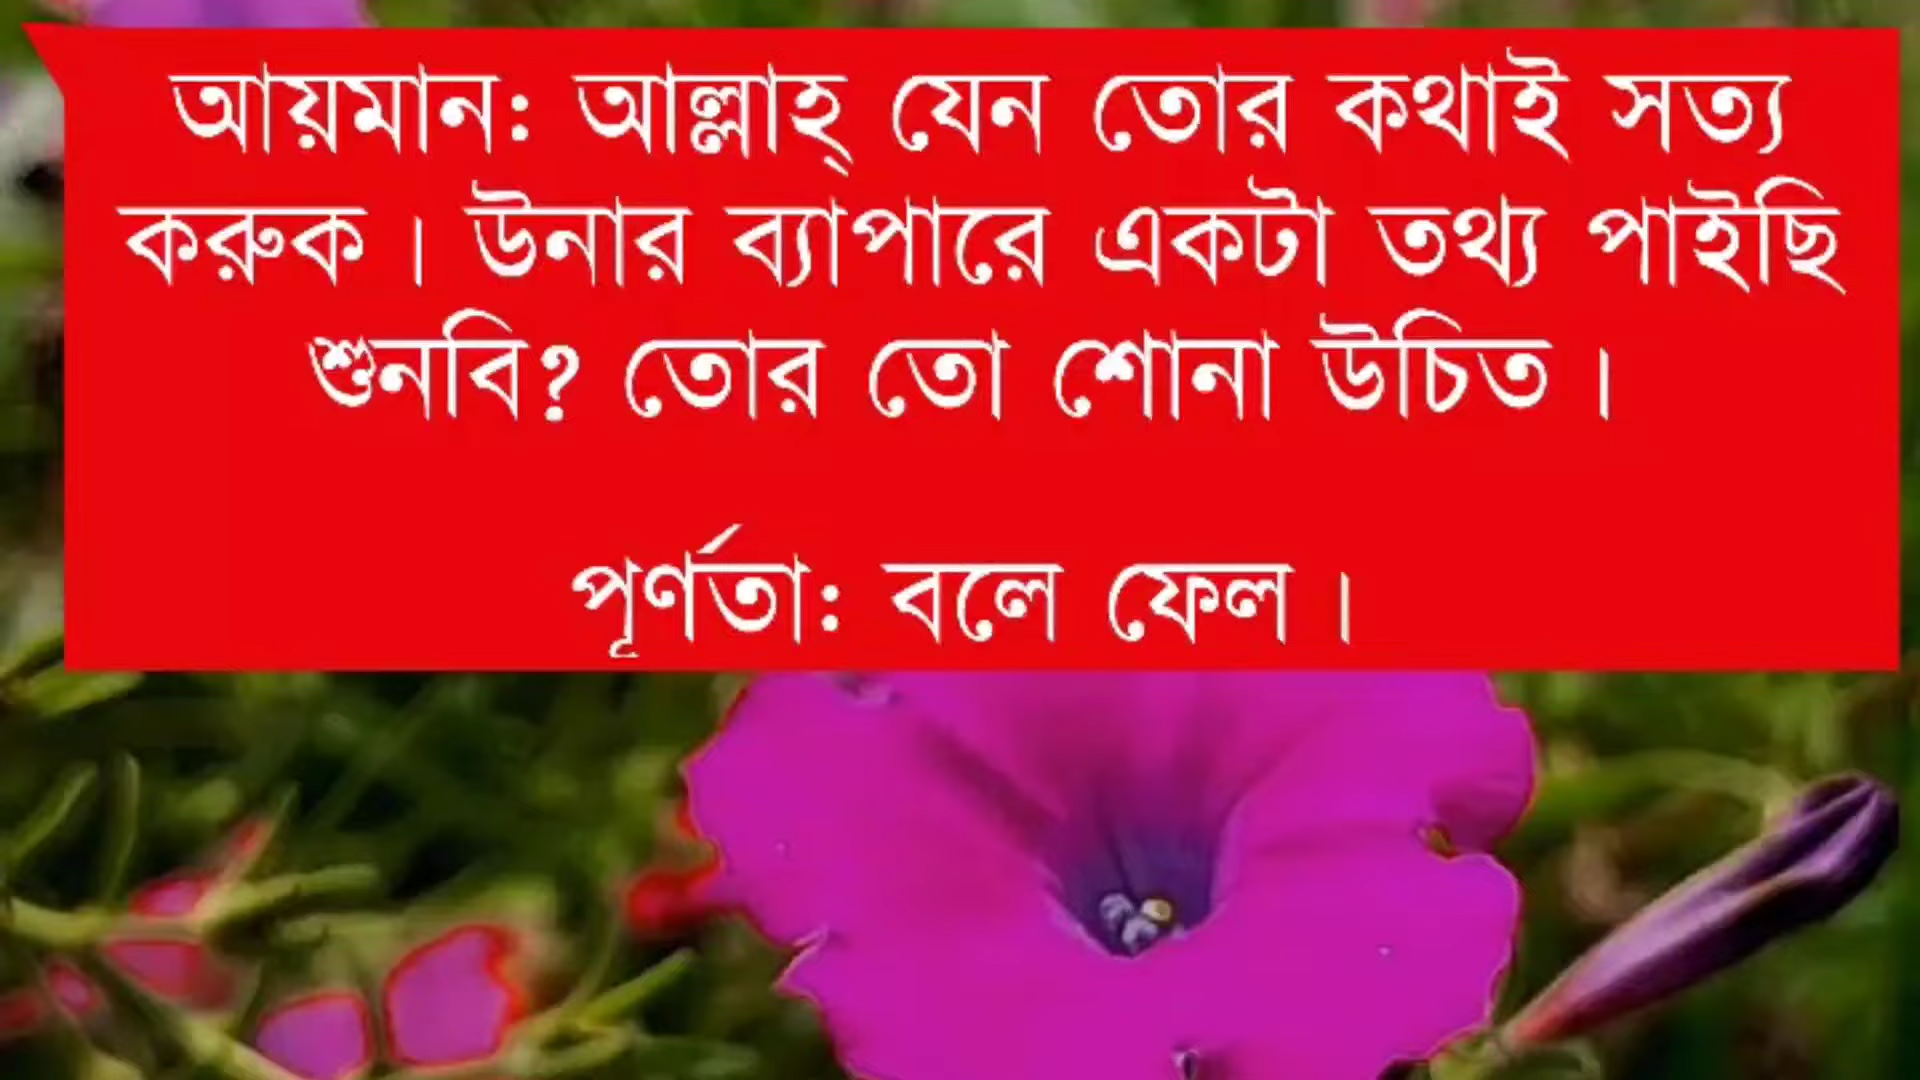 আয়মান: আল্লাহ্ যেন তোর কথাই সত্য
করুক। উনার ব্যাপারে একটা তথ্য পাইছি
শুনবি? তোর তো শোনা উচিত।
পূর্ণতা: বলে ফেল।